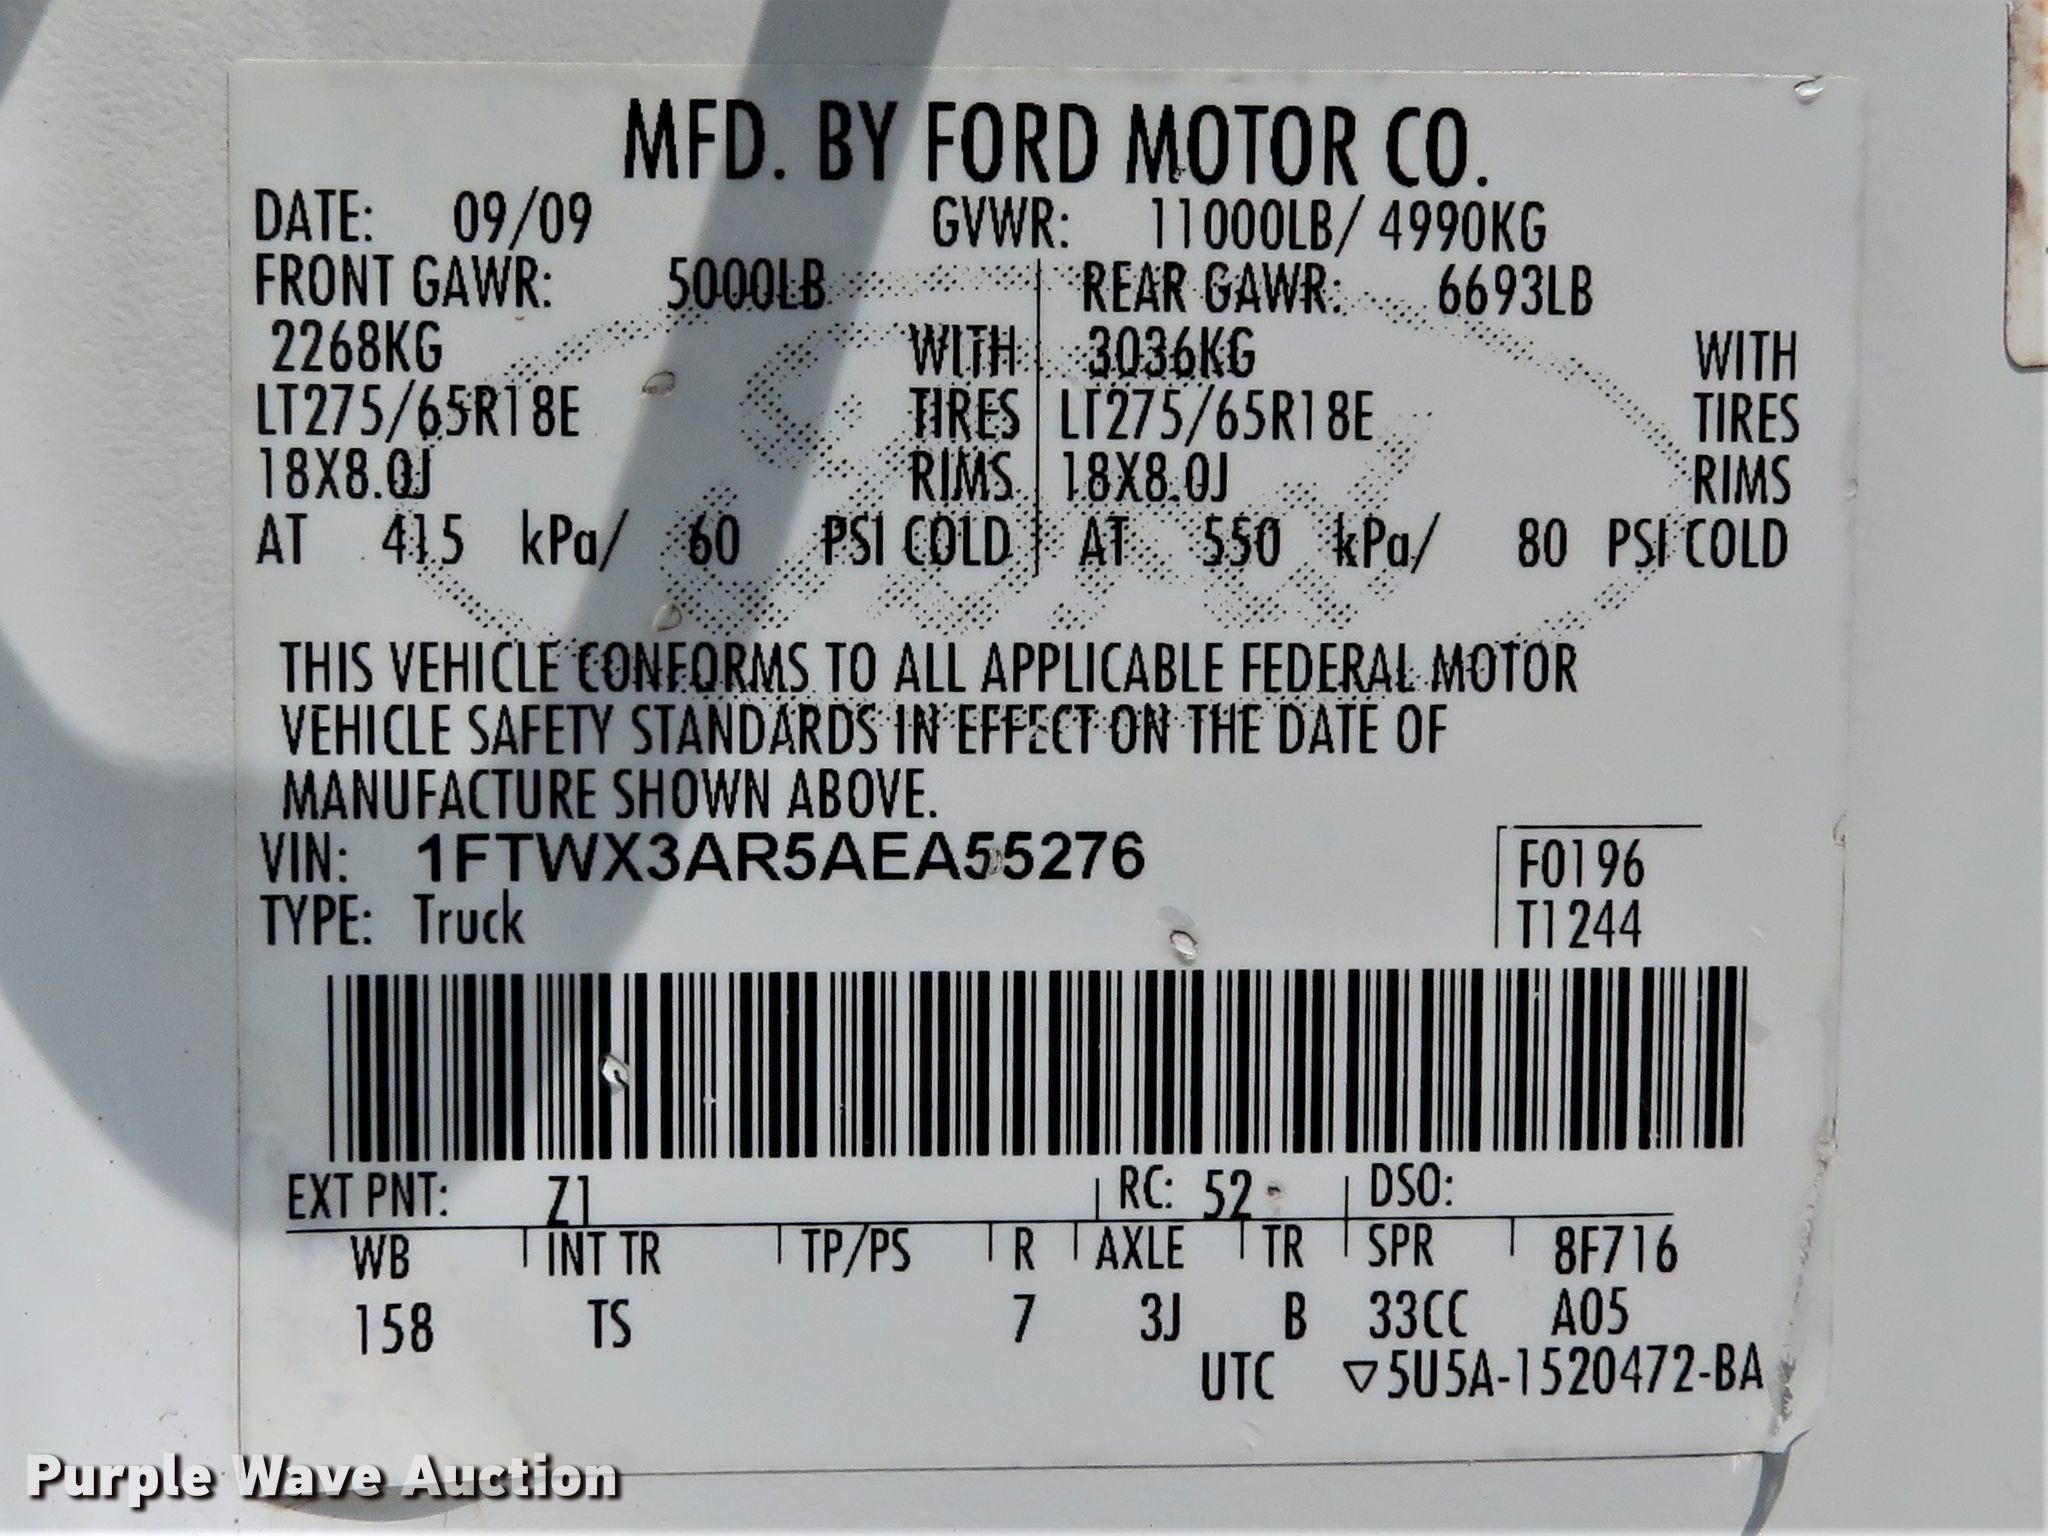 MFD. BY FORD MOTOR CO.
DATE: 09/09 GVWR: 11000LB/ 4990KG
FRONT GAWR: 5000LB REAR GAWR: 6693LB
2268KG WITH 3036KG WITH
LT275/65R18E TIRES LT275/65R18E TIRES
18X8.0J RIMS 18X8.0J RIMS
AT 415 kPa/ 60 PSI COLD AT 550 kPa/ 80 PSI COLD
THIS VEHICLE CONFORMS TO ALL APPLICABLE FEDERAL MOTOR
VEHICLE SAFETY STANDARDS IN EFFECT ON THE DATE OF
MANUFACTURE SHOWN ABOVE.
VIN: 1FTWX3AR5AEA55276 F0196
TYPE: Truck T1244
EXT PNT: Z1 RC: 52 DSO:
WB INT TR TP/PS R AXLE TR SPR 8F716
158 TS 7 3J B 33CC A05
UTC ▽5U5A-1520472-BA
Purple Wave Auction